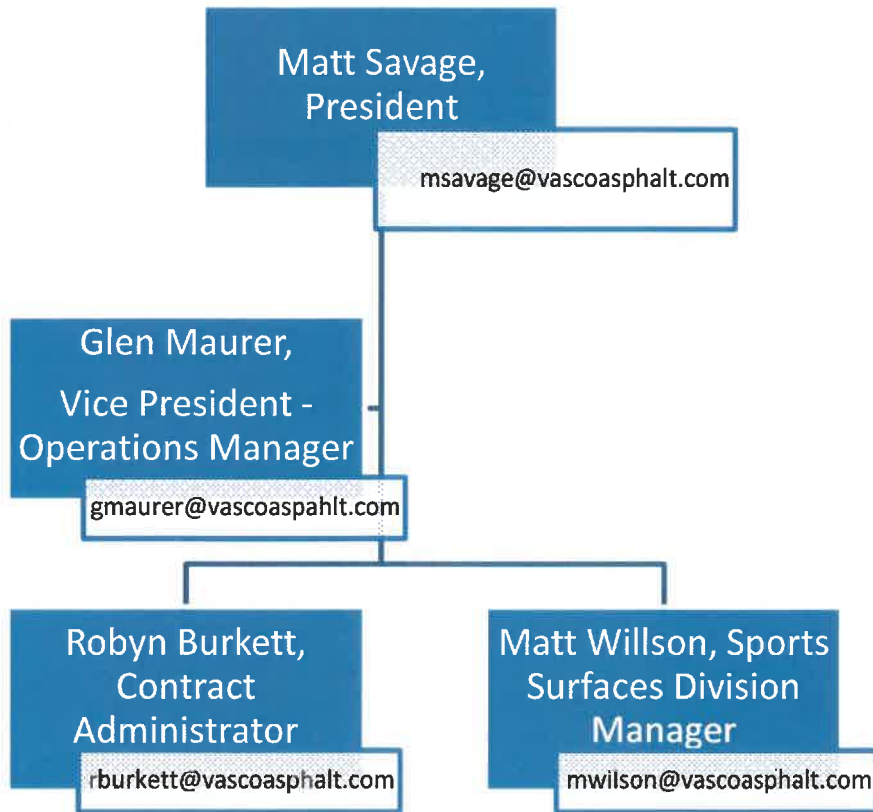 Matt Savage,
President
msavage@vascoasphalt.com
Glen Maurer,
Vice President -
Operations Manager
gmaurer@vascoaspahlt.com
Robyn Burkett,
Contract
Administrator
rburkett@vascoasphalt.com
Matt Willson, Sports
Surfaces Division
Manager
mwilson@vascoasphalt.com